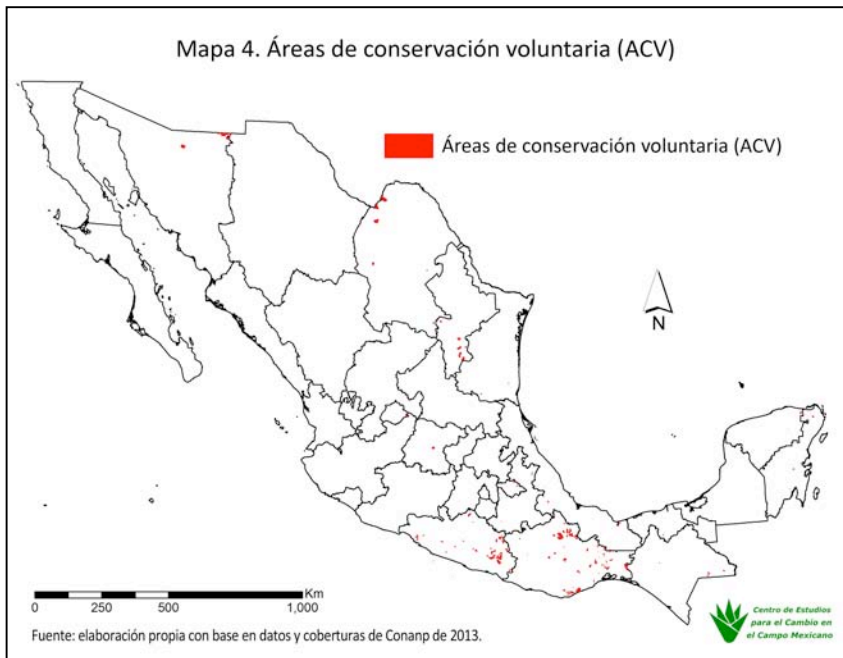 Mapa 4. Áreas de conservación voluntaria (ACV)
Áreas de conservación voluntaria (ACV)
N
Km
0 250 500 1,000
Fuente: elaboración propia con base en datos y coberturas de Conanp de 2013.
Centro de Estudios
para el Cambio en
el Campo Mexicano